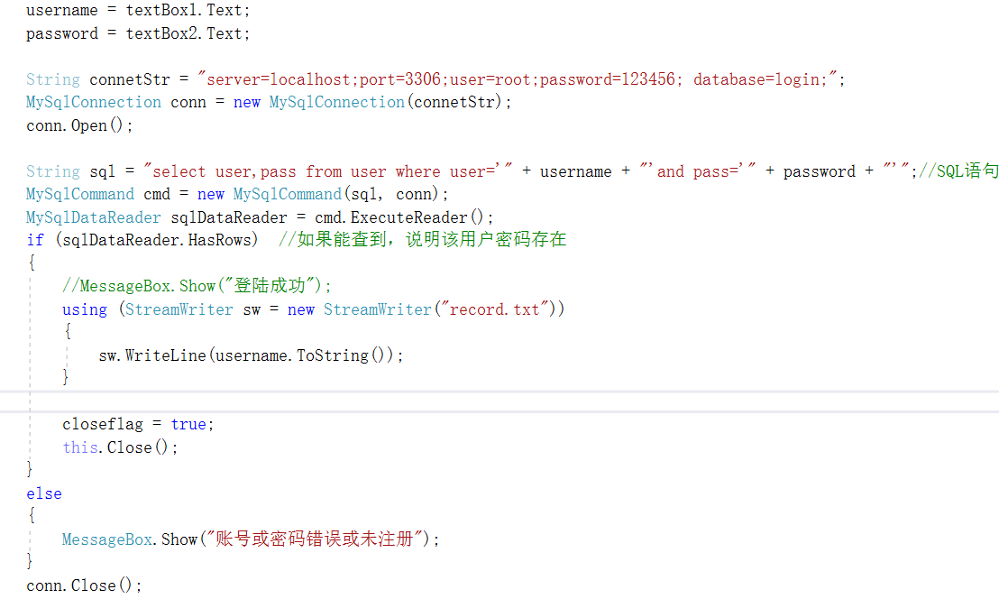 username = textBox1.Text;
password = textBox2.Text;
String connetStr = "server=localhost;port=3306;user=root;password=123456; database=login;";
MySqlConnection conn = new MySqlConnection(connetStr);
conn.Open();
String sql = "select user,pass from user where user='" + username + "'and pass='" + password + "'";//SQL语句
MySqlCommand cmd = new MySqlCommand(sql, conn);
MySqlDataReader sqlDataReader = cmd.ExecuteReader();
if (sqlDataReader.HasRows)  //如果能查到，说明该用户密码存在
{
    //MessageBox.Show("登陆成功");
    using (StreamWriter sw = new StreamWriter("record.txt"))
    {
        sw.WriteLine(username.ToString());
    }
    closeflag = true;
    this.Close();
}
else
{
    MessageBox.Show("账号或密码错误或未注册");
}
conn.Close();